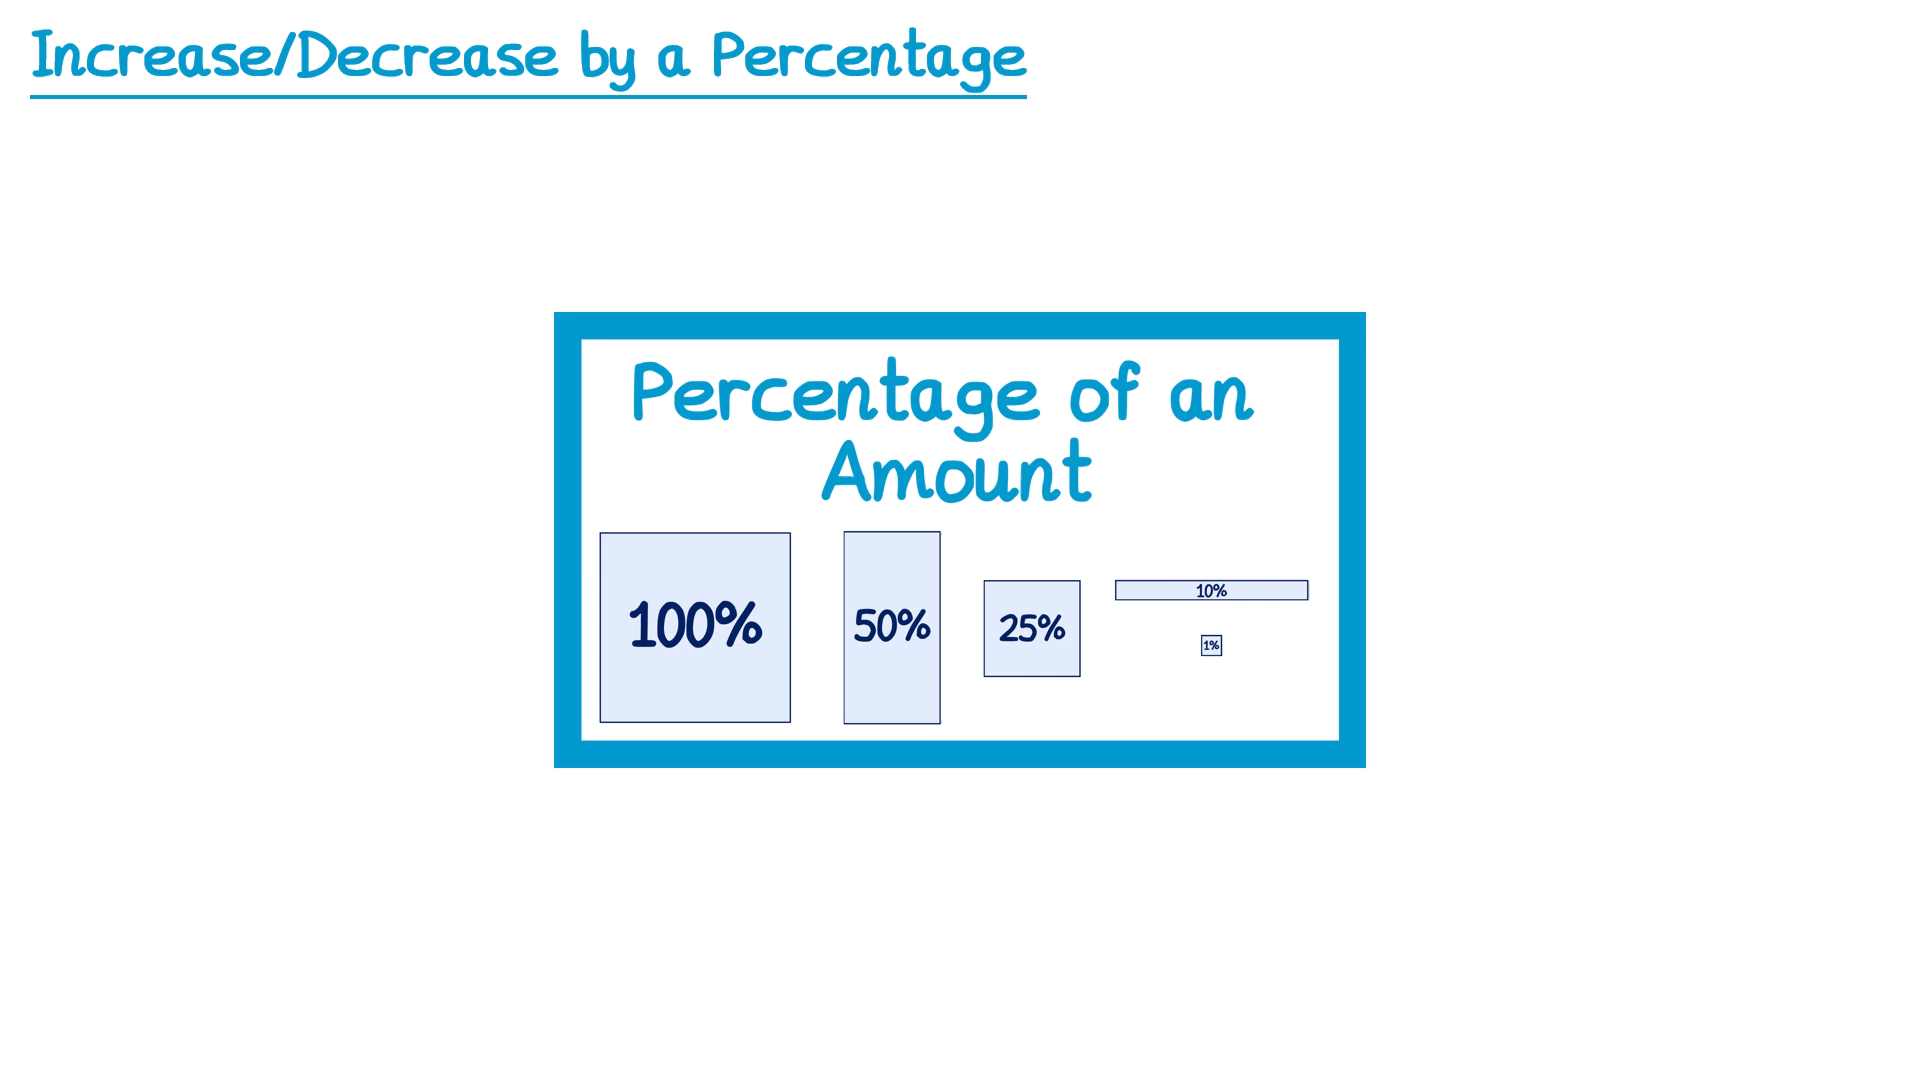 Increase/Decrease by a Percentage
Percentage of an
Amount
100%
50%
25%
10%
1%